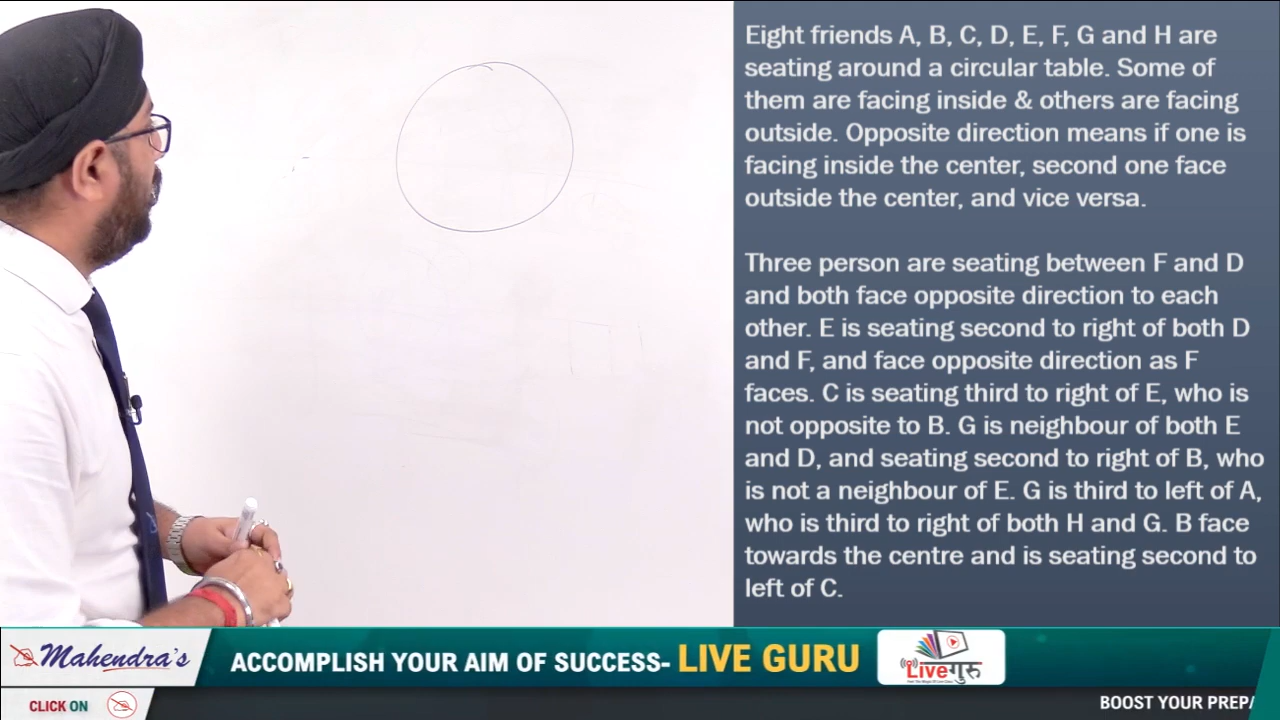 Eight friends A, B, C, D, E, F, G and H are
seating around a circular table. Some of
them are facing inside & others are facing
outside. Opposite direction means if one is
facing inside the center, second one face
outside the center, and vice versa.
Three person are seating between F and D
and both face opposite direction to each
other. E is seating second to right of both D
and F, and face opposite direction as F
faces. C is seating third to right of E, who is
not opposite to B. G is neighbour of both E
and D, and seating second to right of B, who
is not a neighbour of E. G is third to left of A,
who is third to right of both H and G. B face
towards the centre and is seating second to
left of C.
Mahendra's
ACCOMPLISH YOUR AIM OF SUCCESS- LIVE GURU
Liveगुरु
CLICK ON
BOOST YOUR PREP